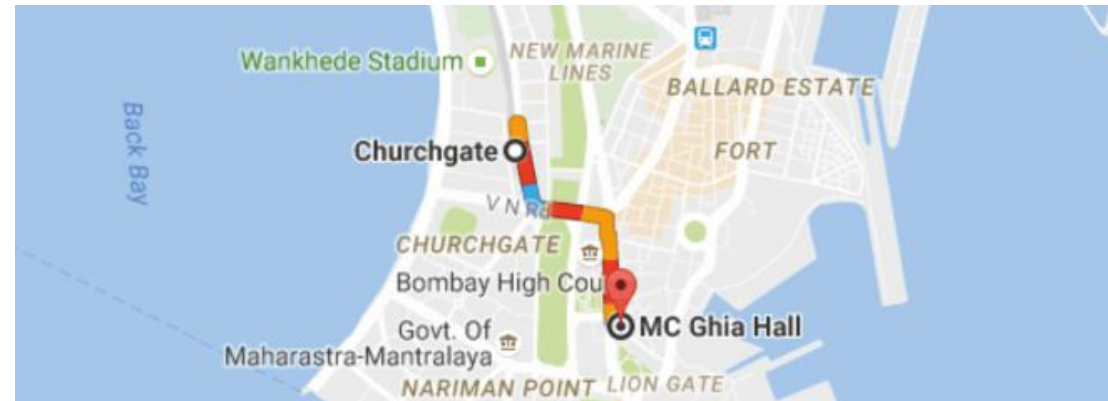 Wankhede Stadium
NEW MARINE
LINES
BALLARD ESTATE
Back Bay
Churchgate
FORT
V N Rd
CHURCHGATE
Bombay High Cou
MC Ghia Hall
Govt. Of
Maharastra-Mantralaya
NARIMAN POINT
LION GATE